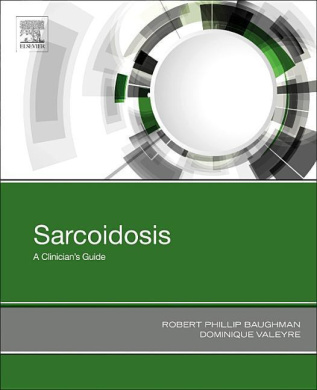 ELSEVIER
Sarcoidosis
A Clinician's Guide
ROBERT PHILLIP BAUGHMAN
DOMINIQUE VALEYRE